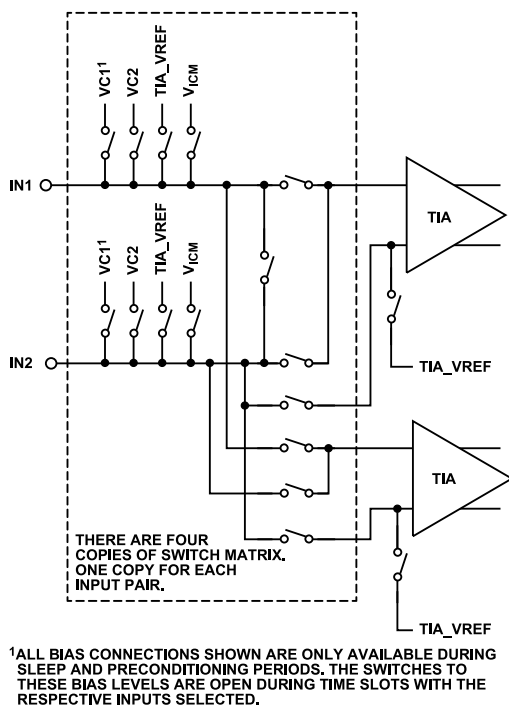 VC1¹
VC2
TIA_VREF
VICM
IN1
TIA
VC1¹
VC2
TIA_VREF
VICM
IN2
TIA_VREF
TIA
THERE ARE FOUR
COPIES OF SWITCH MATRIX.
ONE COPY FOR EACH
INPUT PAIR.
TIA_VREF
¹ALL BIAS CONNECTIONS SHOWN ARE ONLY AVAILABLE DURING
SLEEP AND PRECONDITIONING PERIODS. THE SWITCHES TO
THESE BIAS LEVELS ARE OPEN DURING TIME SLOTS WITH THE
RESPECTIVE INPUTS SELECTED.